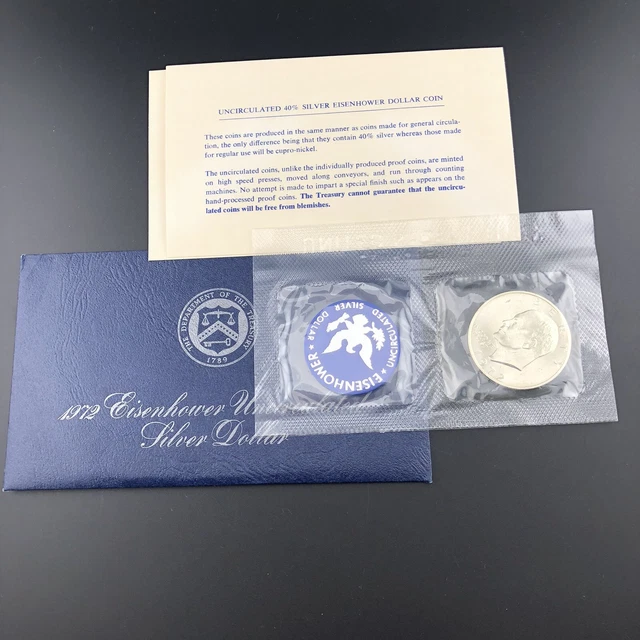 UNCIRCULATED 40% SILVER EISENHOWER DOLLAR COIN
These coins are produced in the same manner as coins made for general circula-
tion, the only difference being that they contain 40% silver whereas those made
for regular use will be cupro-nickel.
The uncirculated coins, unlike the individually produced proof coins, are minted
on high speed presses, moved along conveyors, and run through counting
machines. No attempt is made to impart a special finish such as appears on the
hand-processed proof coins. The Treasury cannot guarantee that the uncircu-
lated coins will be free from blemishes.
THE DEPARTMENT OF THE TREASURY
1789
1972 Eisenhower Uncirculated
Silver Dollar
EISENHOWER ★ UNCIRCULATED SILVER DOLLAR ★